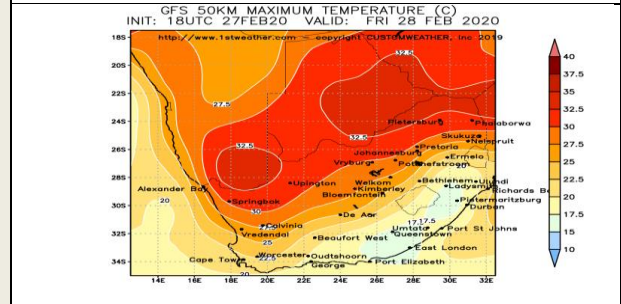 GFS 50KM MAXIMUM TEMPERATURE (C)
INIT: 18UTC 27FEB20 VALID: FRI 28 FEB 2020
http://www.1stweather.com copyright CUSTOMWEATHER, Inc 2019
18S
20S
22S
24S
26S
28S
30S
32S
34S
14E 16E 18E 20E 22E 24E 26E 28E 30E 32E
32.5
27.5
32.5
32.5
Pietersburg
Phalaborwa
Skukuza
Nelspruit
Pretoria
Johannesburg
Ermelo
Vryburg
Potchefstroom
20
Alexander Bay
Upington
Welkom
Kimberley
Bethlehem
Ulundi
Ladysmith
Richards B
20
Springbok
Bloemfontein
Pietermaritzburg
Durban
30
De Aar
17.5
Calvinia
Vredendal
25
Umtata
Port St Johns
Queenstown
Beaufort West
East London
Cape Town
Worcester
22.5
Oudtshoorn
George
Port Elizabeth
40
37.5
35
32.5
30
27.5
25
22.5
20
17.5
15
10